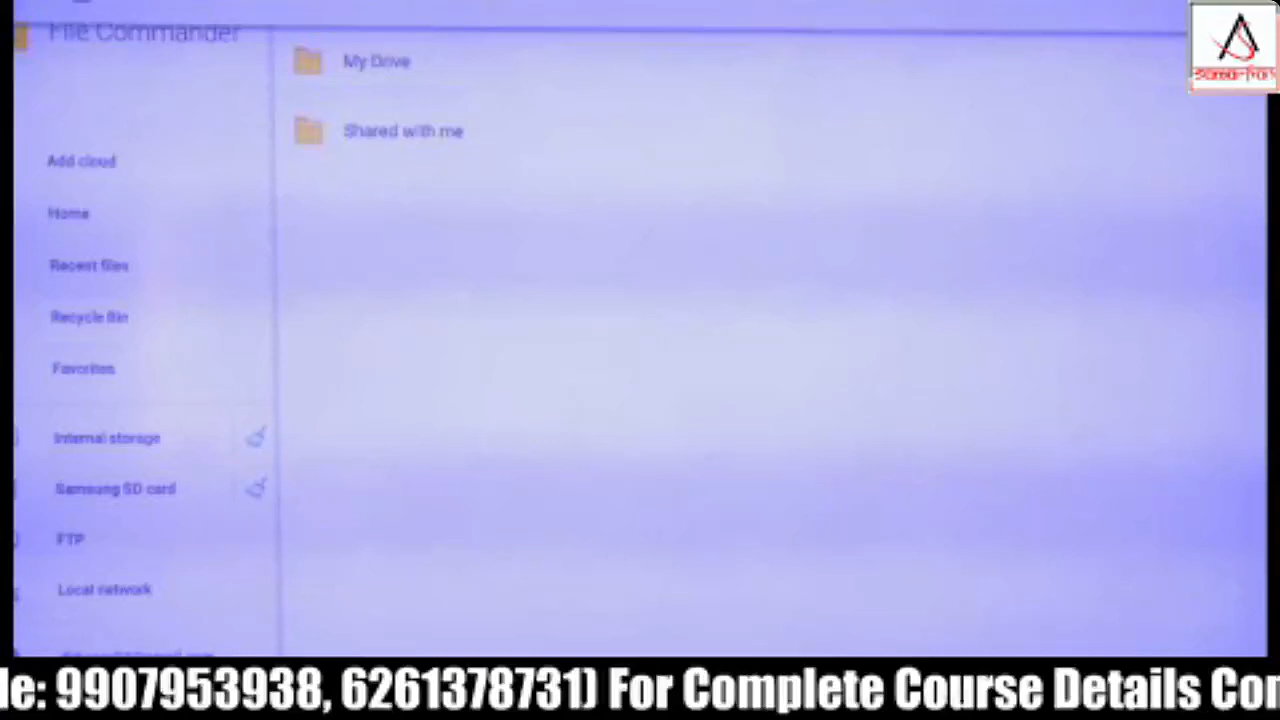 File Commander
My Drive
Shared with me
Add cloud
Home
Recent files
Recycle Bin
Favorites
Internal storage
Samsung SD card
FTP
Local network
le: 9907953938, 6261378731) For Complete Course Details Con